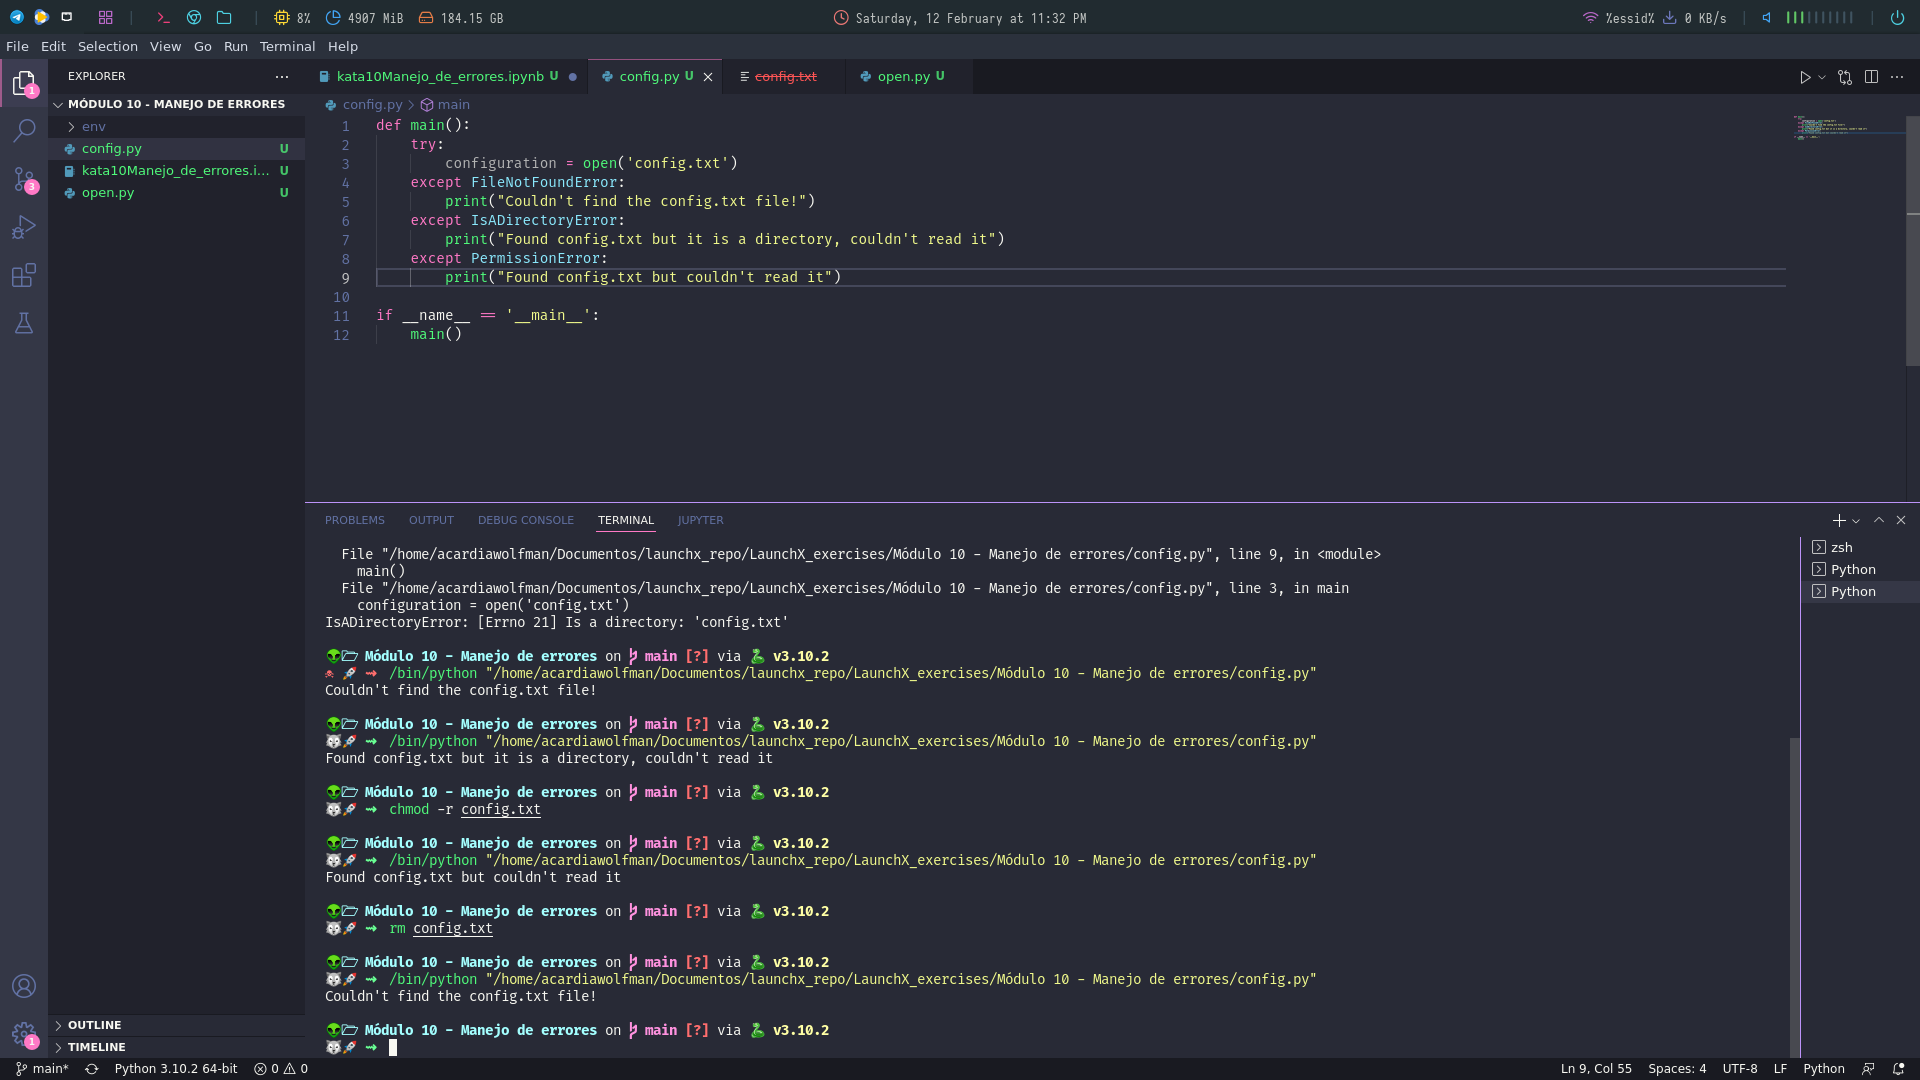 8% 4907 MiB 184.15 GB Saturday, 12 February at 11:32 PM %essid% 0 KB/s
File Edit Selection View Go Run Terminal Help
EXPLORER ···
kata10Manejo_de_errores.ipynb U
config.py U
config.txt
open.py U
MÓDULO 10 - MANEJO DE ERRORES
env
config.py U
kata10Manejo_de_errores.i... U
open.py U
1
3
config.py > main
1 def main():
2 try:
3 configuration = open('config.txt')
4 except FileNotFoundError:
5 print("Couldn't find the config.txt file!")
6 except IsADirectoryError:
7 print("Found config.txt but it is a directory, couldn't read it")
8 except PermissionError:
9 print("Found config.txt but couldn't read it")
10
11 if __name__ == '__main__':
12 main()
PROBLEMS OUTPUT DEBUG CONSOLE TERMINAL JUPYTER
File "/home/acardiawolfman/Documentos/launchx_repo/LaunchX_exercises/Módulo 10 - Manejo de errores/config.py", line 9, in <module>
main()
File "/home/acardiawolfman/Documentos/launchx_repo/LaunchX_exercises/Módulo 10 - Manejo de errores/config.py", line 3, in main
configuration = open('config.txt')
IsADirectoryError: [Errno 21] Is a directory: 'config.txt'
Módulo 10 - Manejo de errores on main [?] via v3.10.2
/bin/python "/home/acardiawolfman/Documentos/launchx_repo/LaunchX_exercises/Módulo 10 - Manejo de errores/config.py"
Couldn't find the config.txt file!
Módulo 10 - Manejo de errores on main [?] via v3.10.2
/bin/python "/home/acardiawolfman/Documentos/launchx_repo/LaunchX_exercises/Módulo 10 - Manejo de errores/config.py"
Found config.txt but it is a directory, couldn't read it
Módulo 10 - Manejo de errores on main [?] via v3.10.2
chmod -r config.txt
Módulo 10 - Manejo de errores on main [?] via v3.10.2
/bin/python "/home/acardiawolfman/Documentos/launchx_repo/LaunchX_exercises/Módulo 10 - Manejo de errores/config.py"
Found config.txt but couldn't read it
Módulo 10 - Manejo de errores on main [?] via v3.10.2
rm config.txt
Módulo 10 - Manejo de errores on main [?] via v3.10.2
/bin/python "/home/acardiawolfman/Documentos/launchx_repo/LaunchX_exercises/Módulo 10 - Manejo de errores/config.py"
Couldn't find the config.txt file!
Módulo 10 - Manejo de errores on main [?] via v3.10.2
zsh
Python
Python
OUTLINE
TIMELINE
1
main* Python 3.10.2 64-bit 0 0 Ln 9, Col 55 Spaces: 4 UTF-8 LF Python